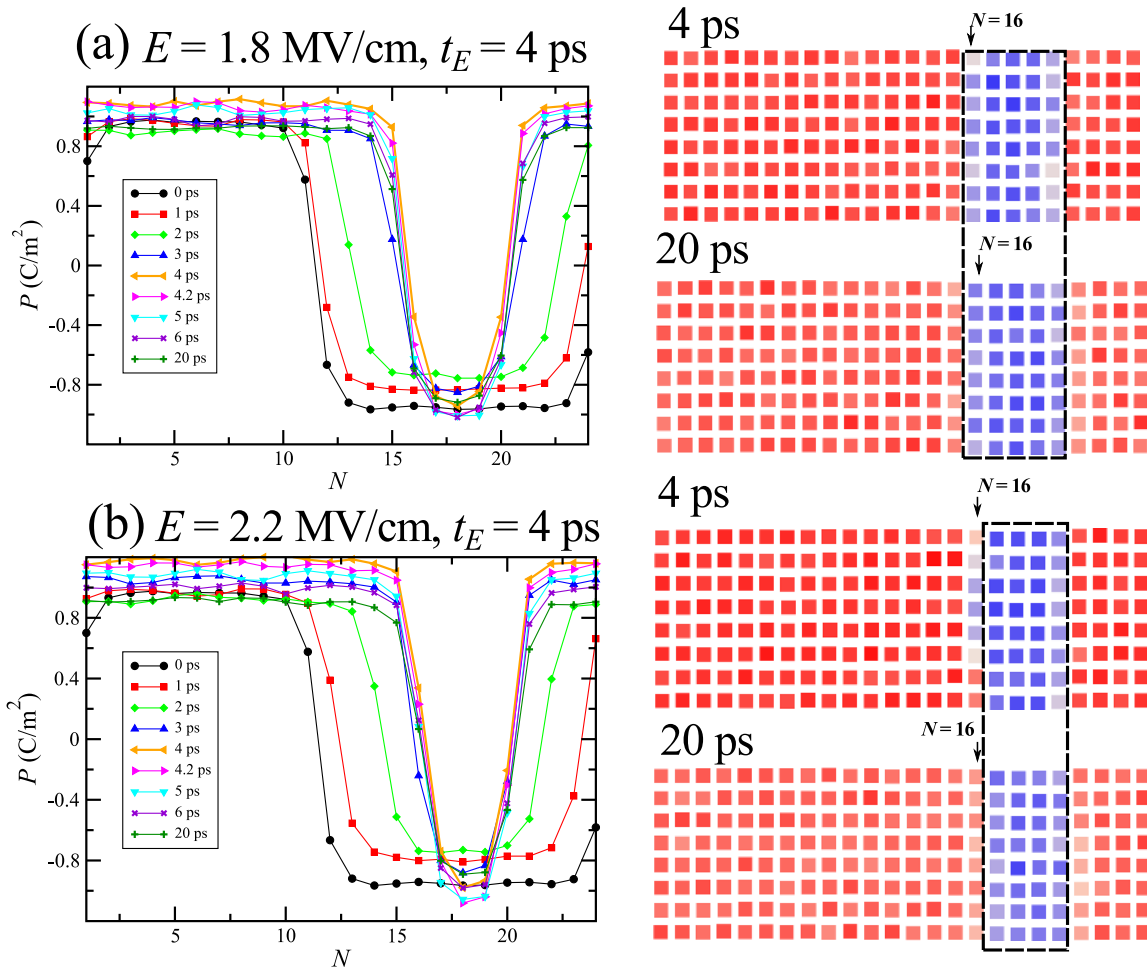 (a) E = 1.8 MV/cm, t_E = 4 ps
P (C/m²)
0.8
0.4
0
-0.4
-0.8
0 ps
1 ps
2 ps
3 ps
4 ps
4.2 ps
5 ps
6 ps
20 ps
5 10 15 20
N
4 ps
N = 16
20 ps
N = 16
(b) E = 2.2 MV/cm, t_E = 4 ps
P (C/m²)
0.8
0.4
0
-0.4
-0.8
0 ps
1 ps
2 ps
3 ps
4 ps
4.2 ps
5 ps
6 ps
20 ps
5 10 15 20
N
4 ps
N = 16
20 ps
N = 16